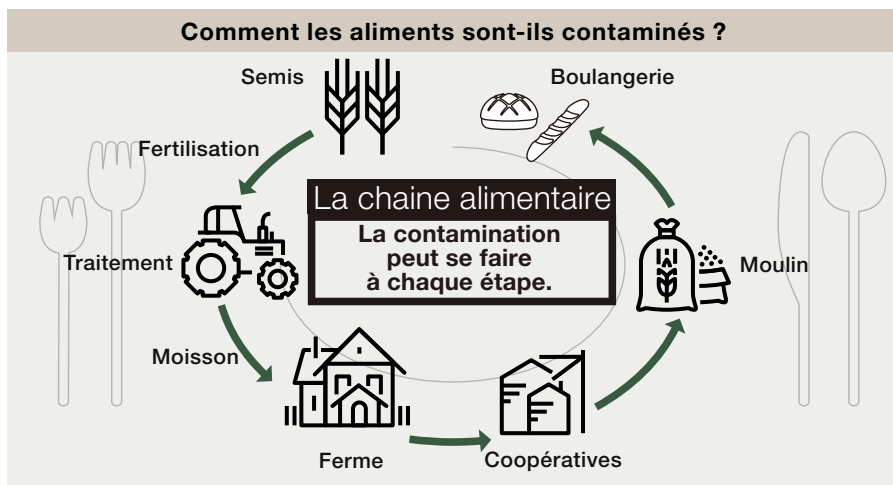 Comment les aliments sont-ils contaminés ?
Semis
Boulangerie
Fertilisation
La chaine alimentaire
La contamination
peut se faire
à chaque étape.
Traitement
Moulin
Moisson
Ferme
Coopératives